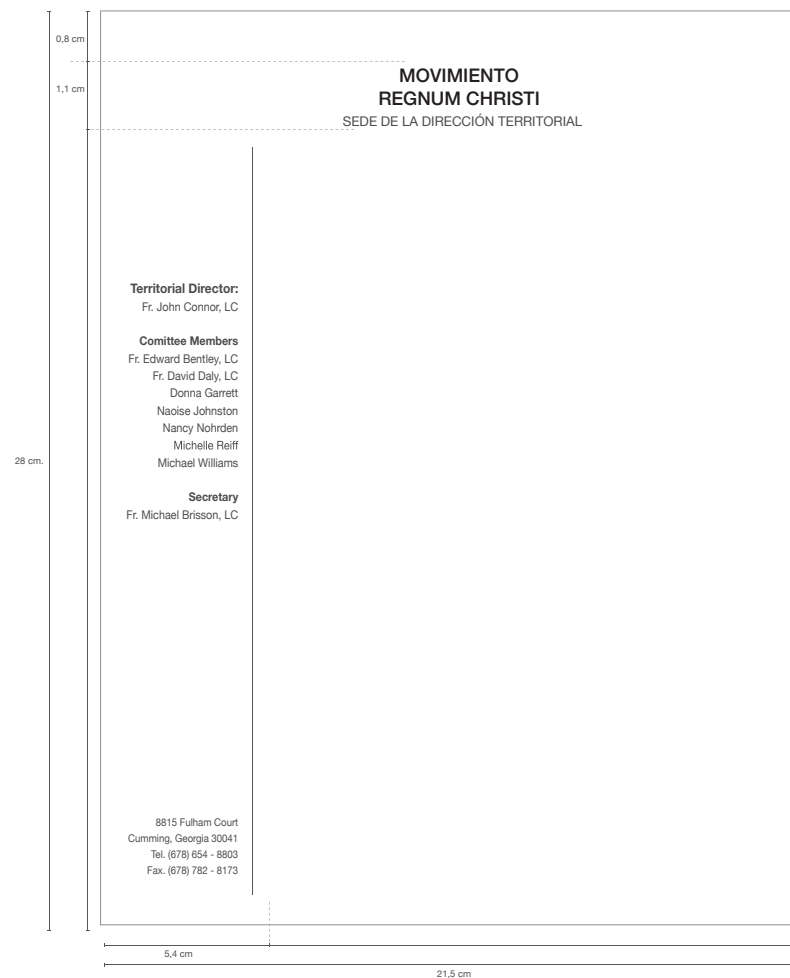 0,8 cm
1,1 cm
MOVIMIENTO
REGNUM CHRISTI
SEDE DE LA DIRECCIÓN TERRITORIAL
Territorial Director:
Fr. John Connor, LC
Comittee Members
Fr. Edward Bentley, LC
Fr. David Daly, LC
Donna Garrett
Naoise Johnston
Nancy Nohrden
Michelle Reiff
Michael Williams
28 cm.
Secretary
Fr. Michael Brisson, LC
8815 Fulham Court
Cumming, Georgia 30041
Tel. (678) 654 - 8803
Fax. (678) 782 - 8173
5,4 cm
21,5 cm